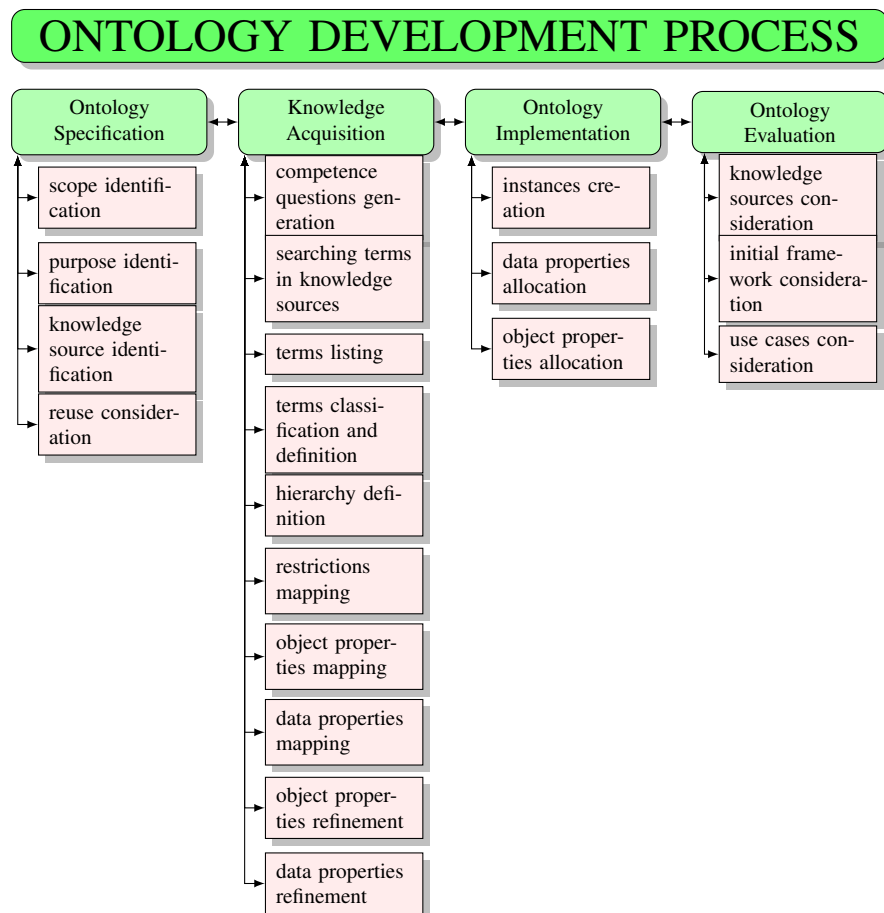 ONTOLOGY DEVELOPMENT PROCESS
Ontology
Specification
scope identifi-
cation
purpose identi-
fication
knowledge
source identi-
fication
reuse consider-
ation
Knowledge
Acquisition
competence
questions gen-
eration
searching terms
in knowledge
sources
terms listing
terms classi-
fication and
definition
hierarchy defi-
nition
restrictions
mapping
object proper-
ties mapping
data properties
mapping
object proper-
ties refinement
data properties
refinement
Ontology
Implementation
instances cre-
ation
data properties
allocation
object proper-
ties allocation
Ontology
Evaluation
knowledge
sources con-
sideration
initial frame-
work considera-
tion
use cases con-
sideration